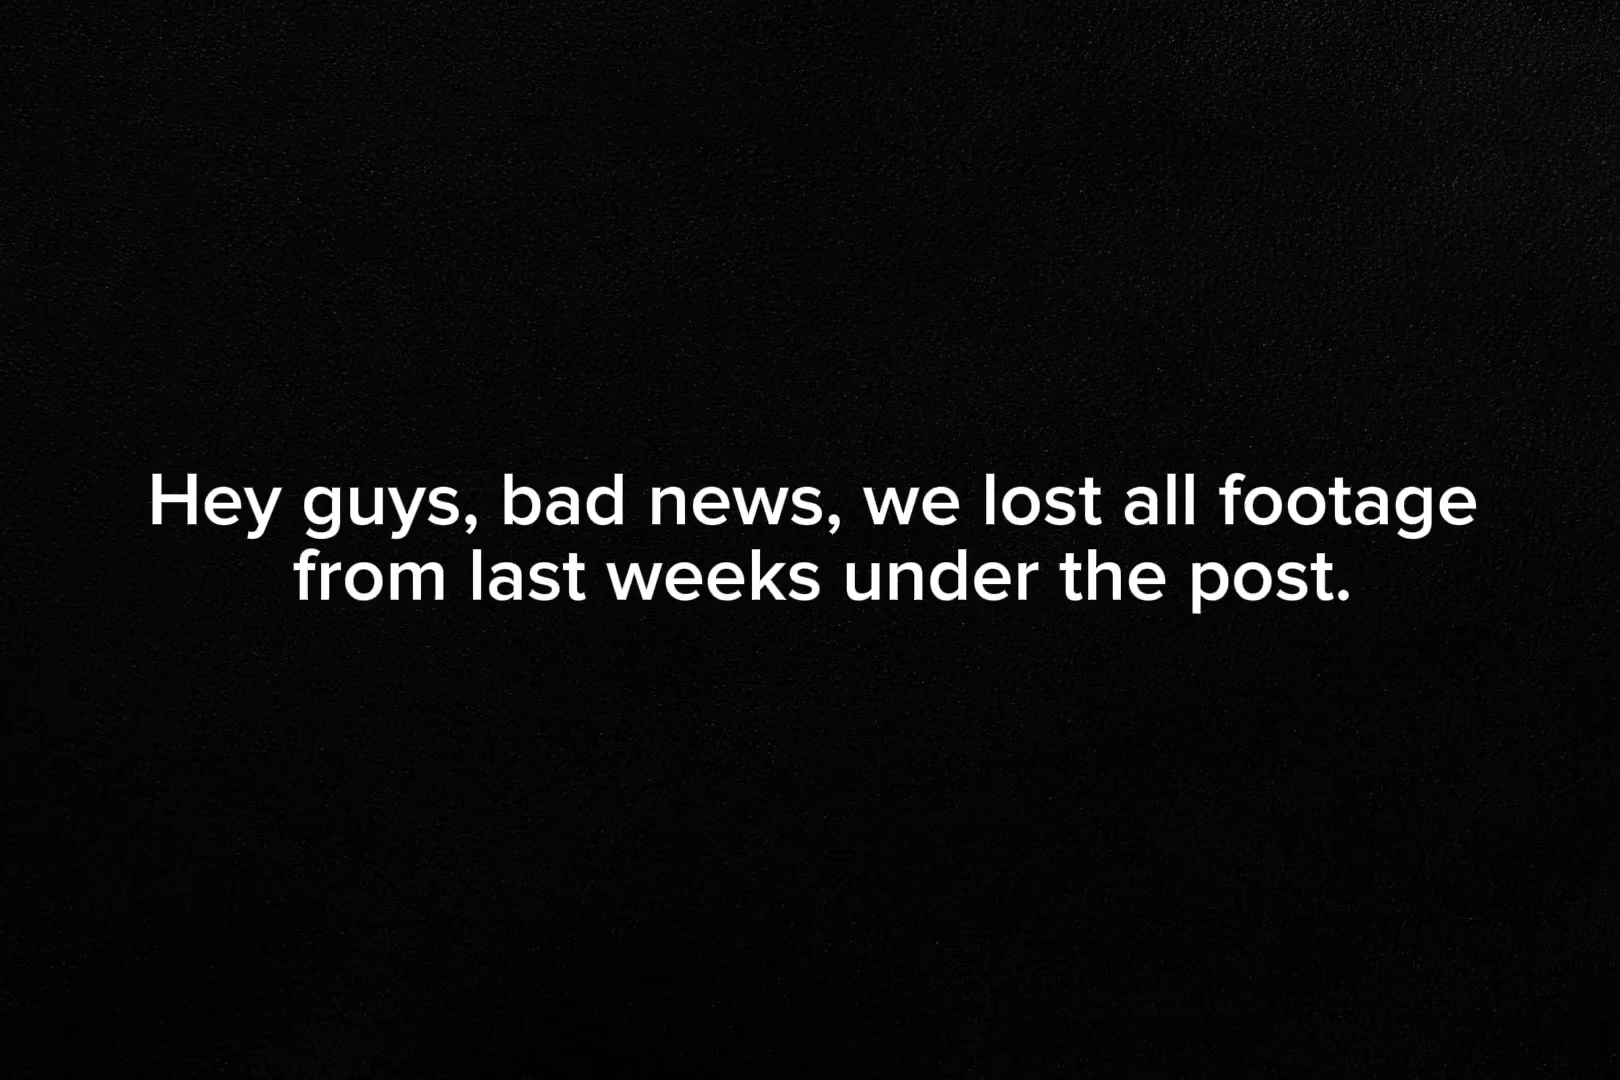 Hey guys, bad news, we lost all footage
from last weeks under the post.